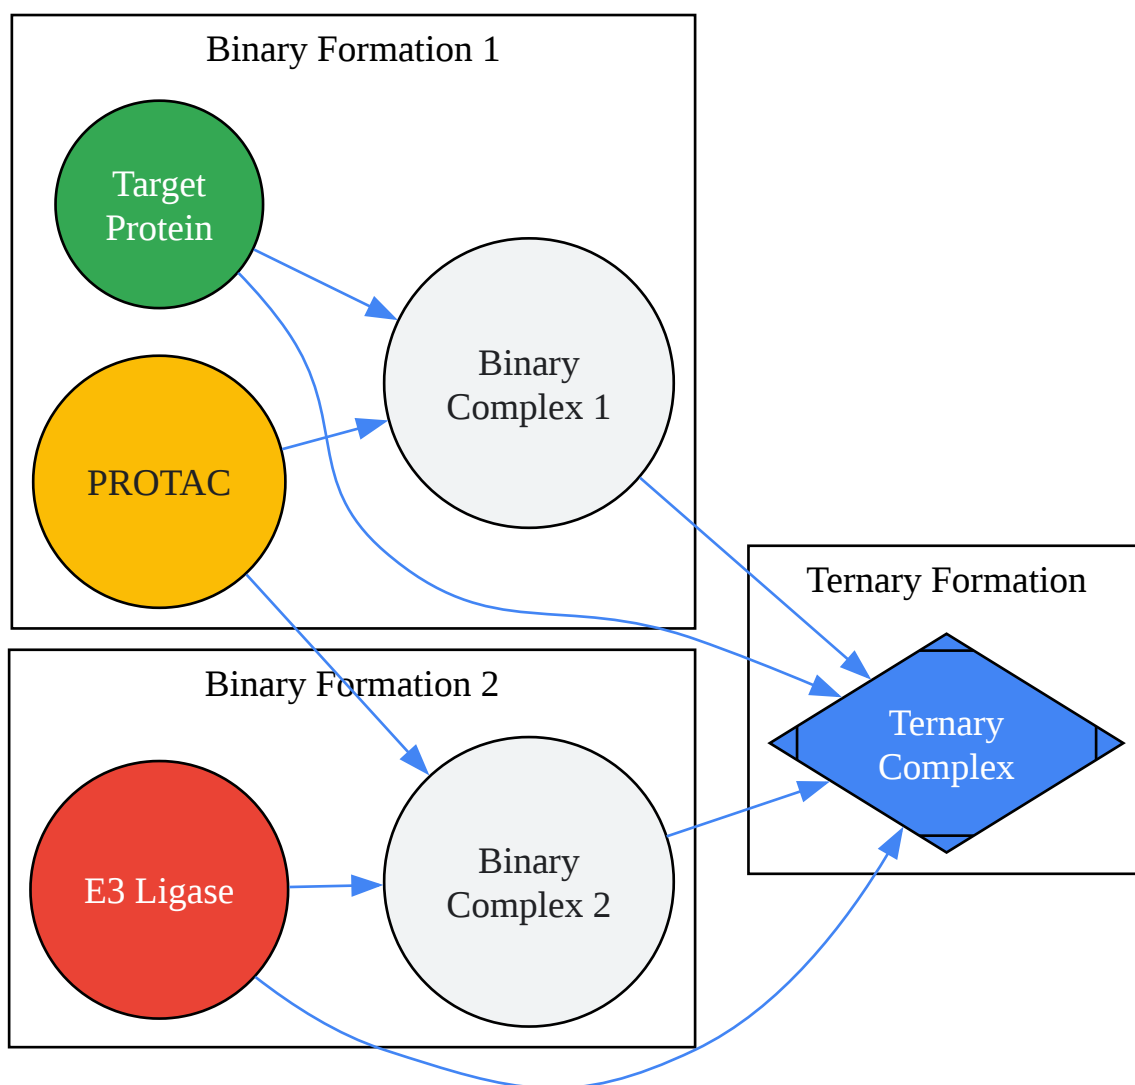 Binary Formation 1
Target
Protein
Binary
Complex 1
PROTAC
Ternary Formation
Ternary
Complex
Binary Formation 2
E3 Ligase
Binary
Complex 2